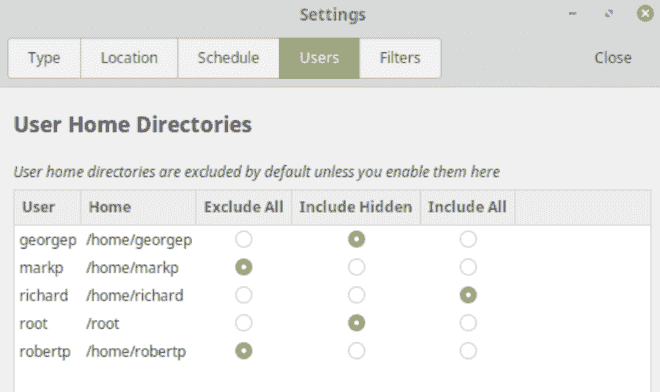 Settings
Type Location Schedule Users Filters Close
User Home Directories
User home directories are excluded by default unless you enable them here
User Home Exclude All Include Hidden Include All
georgep /home/georgep
markp /home/markp
richard /home/richard
root /root
robertp /home/robertp